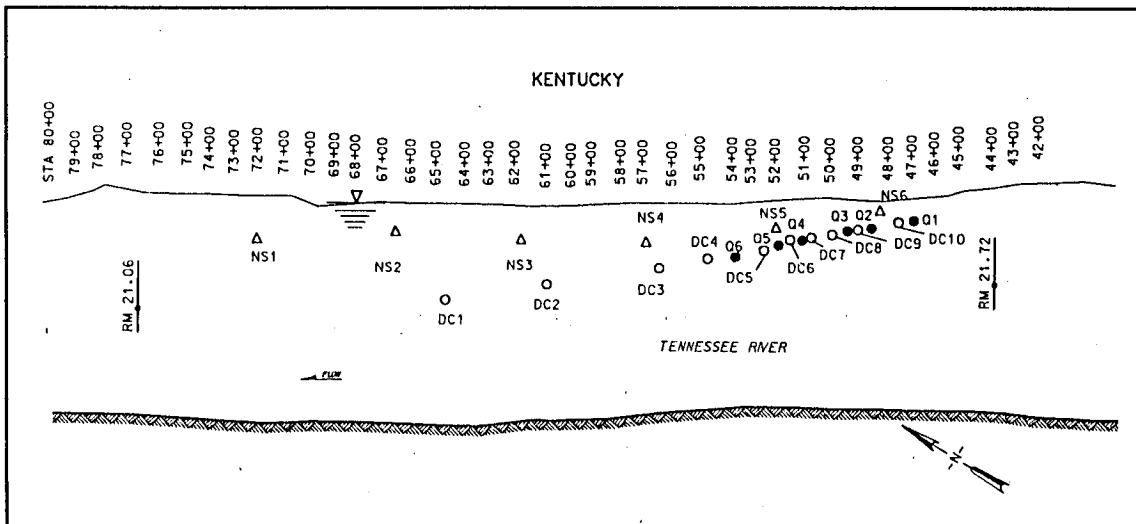 KENTUCKY
STA 80+00
79+00
78+00
77+00
76+00
75+00
74+00
73+00
72+00
71+00
70+00
69+00
68+00
67+00
66+00
65+00
64+00
63+00
62+00
61+00
60+00
59+00
58+00
57+00
56+00
55+00
54+00
53+00
52+00
51+00
50+00
49+00
48+00
47+00
46+00
45+00
44+00
43+00
42+00
NS1
NS2
NS3
NS4
NS5
NS6
Q6
Q5
Q4
Q3
Q2
Q1
DC1
DC2
DC3
DC4
DC5
DC6
DC7
DC8
DC9
DC10
RM 21.06
RM 21.72
TENNESSEE RIVER
FLOW
-N-